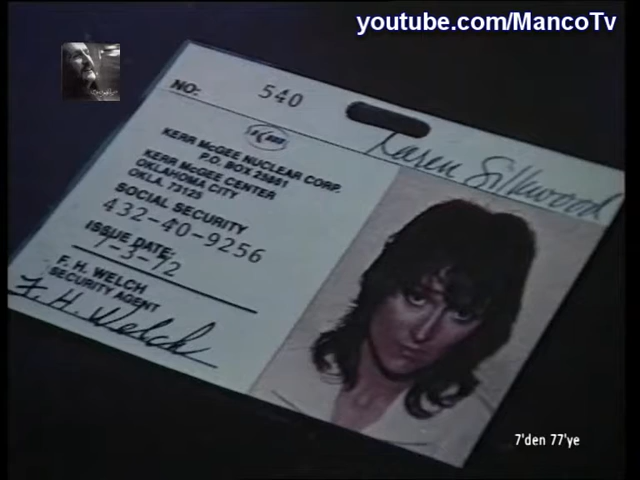 youtube.com/MancoTv
NO: 540
Karen Silkwood
KERR McGEE NUCLEAR CORP.
P.O. BOX 25861
KERR McGEE CENTER
OKLAHOMA CITY
OKLA. 73125
SOCIAL SECURITY
432-40-9256
ISSUE DATE:
7-3-72
F. H. WELCH
SECURITY AGENT
F. H. Welch
7'den 77'ye